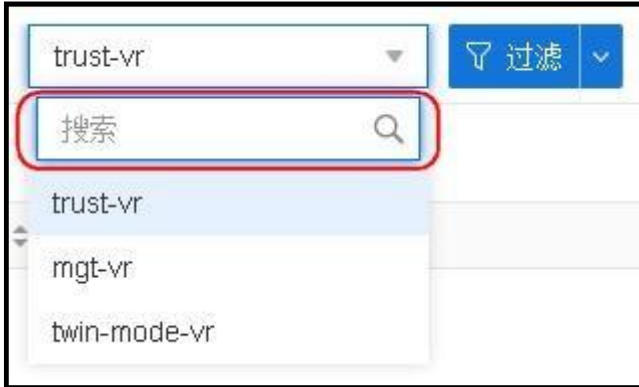 trust-vr 过滤
搜索
trust-vr
mgt-vr
twin-mode-vr